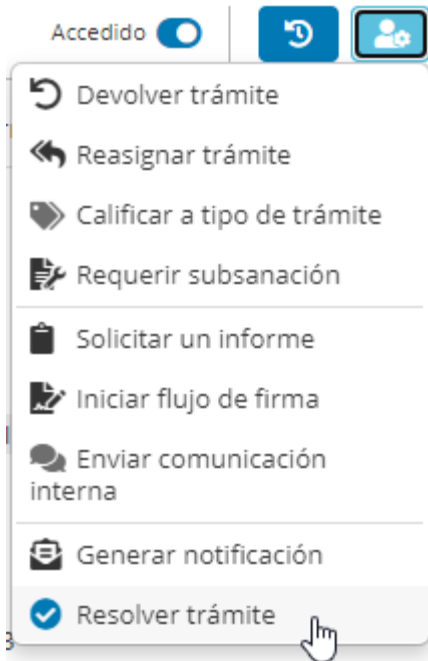 Accedido
Devolver trámite
Reasignar trámite
Calificar a tipo de trámite
Requerir subsanación
Solicitar un informe
Iniciar flujo de firma
Enviar comunicación
interna
Generar notificación
Resolver trámite